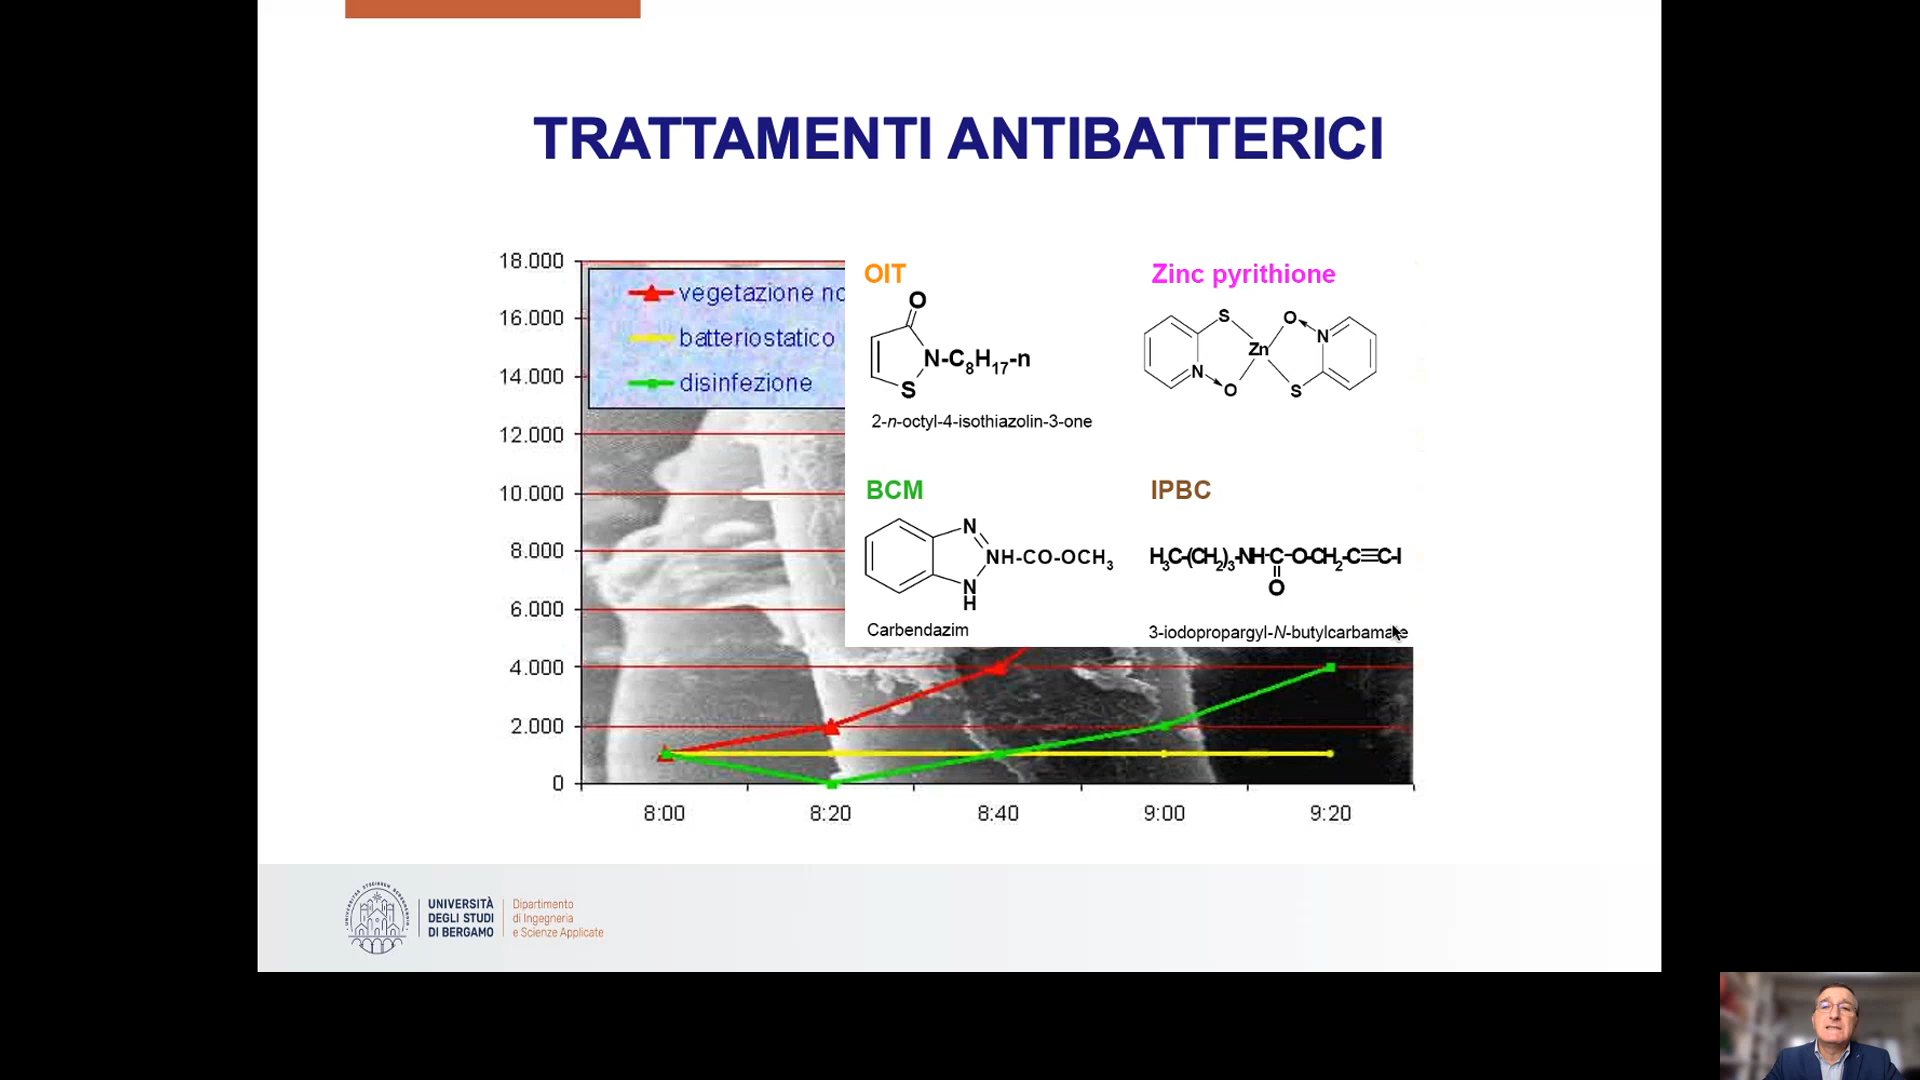 TRATTAMENTI ANTIBATTERICI
18.000
16.000
14.000
12.000
10.000
8.000
6.000
4.000
2.000
0
vegetazione no
batteriostatico
disinfezione
OIT
O
N-C8H17-n
S
2-n-octyl-4-isothiazolin-3-one
Zinc pyrithione
S O N
Zn
N O S
BCM
N
NH-CO-OCH3
N
H
Carbendazim
IPBC
H3C-(CH2)3-NH-C-O-CH2-C≡C-I
O
3-iodopropargyl-N-butylcarbamate
8:00 8:20 8:40 9:00 9:20
UNIVERSITÀ
DEGLI STUDI
DI BERGAMO
Dipartimento
di Ingegneria
e Scienze Applicate